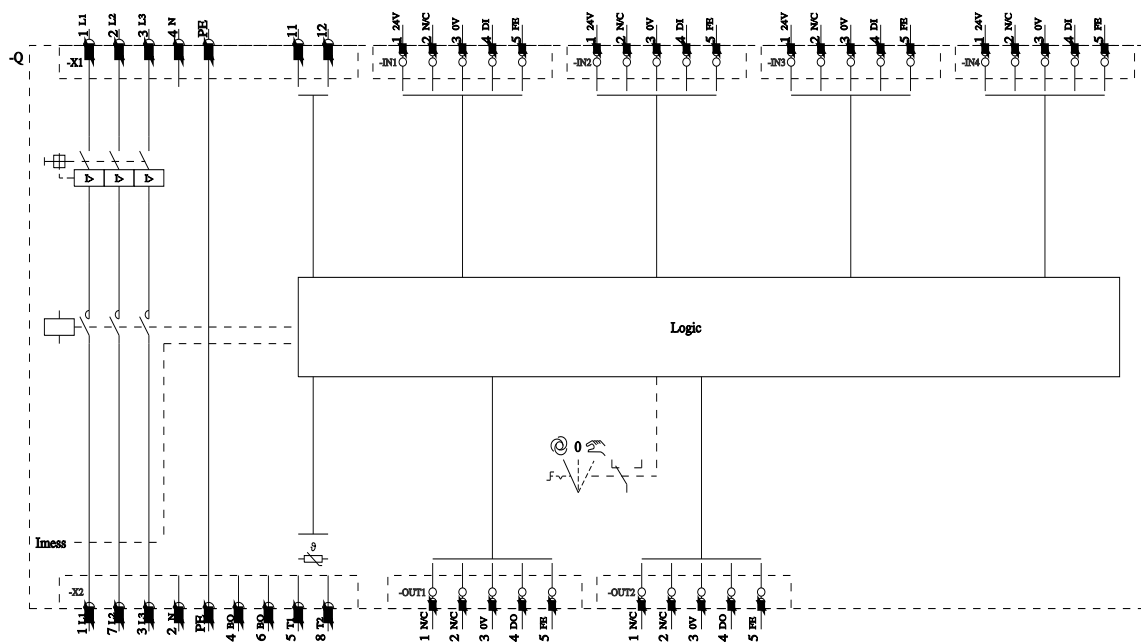 1 L1
2 L2
3 L3
4 N
PE
11
12
1 24V
2 N/C
3 0V
4 DI
5 FE
1 24V
2 N/C
3 0V
4 DI
5 FE
1 24V
2 N/C
3 0V
4 DI
5 FE
1 24V
2 N/C
3 0V
4 DI
5 FE
-Q
-X1
-IN1
-IN2
-IN3
-IN4
I>
I>
I>
Logic
0
Imess
ϑ
-X2
-OUT1
-OUT2
1 L1
7 L2
3 L3
2 N
PE
4 BO
6 BO
5 T1
8 T2
1 N/C
2 N/C
3 0V
4 DO
5 FE
1 N/C
2 N/C
3 0V
4 DO
5 FE